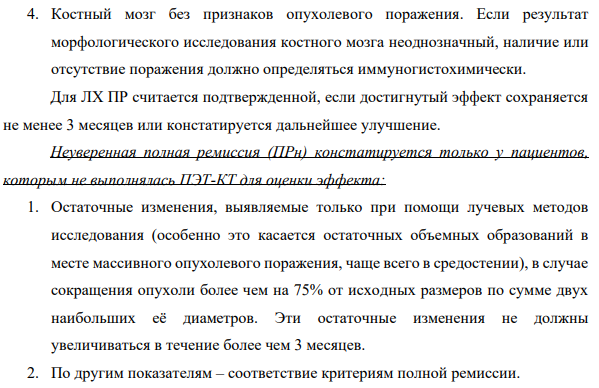 4. Костный мозг без признаков опухолевого поражения. Если результат
морфологического исследования костного мозга неоднозначный, наличие или
отсутствие поражения должно определяться иммуногистохимически.
Для ЛХ ПР считается подтвержденной, если достигнутый эффект сохраняется
не менее 3 месяцев или констатируется дальнейшее улучшение.
Неуверенная полная ремиссия (ПРн) констатируется только у пациентов,
которым не выполнялась ПЭТ-КТ для оценки эффекта:
1. Остаточные изменения, выявляемые только при помощи лучевых методов
исследования (особенно это касается остаточных объемных образований в
месте массивного опухолевого поражения, чаще всего в средостении), в случае
сокращения опухоли более чем на 75% от исходных размеров по сумме двух
наибольших её диаметров. Эти остаточные изменения не должны
увеличиваться в течение более чем 3 месяцев.
2. По другим показателям – соответствие критериям полной ремиссии.